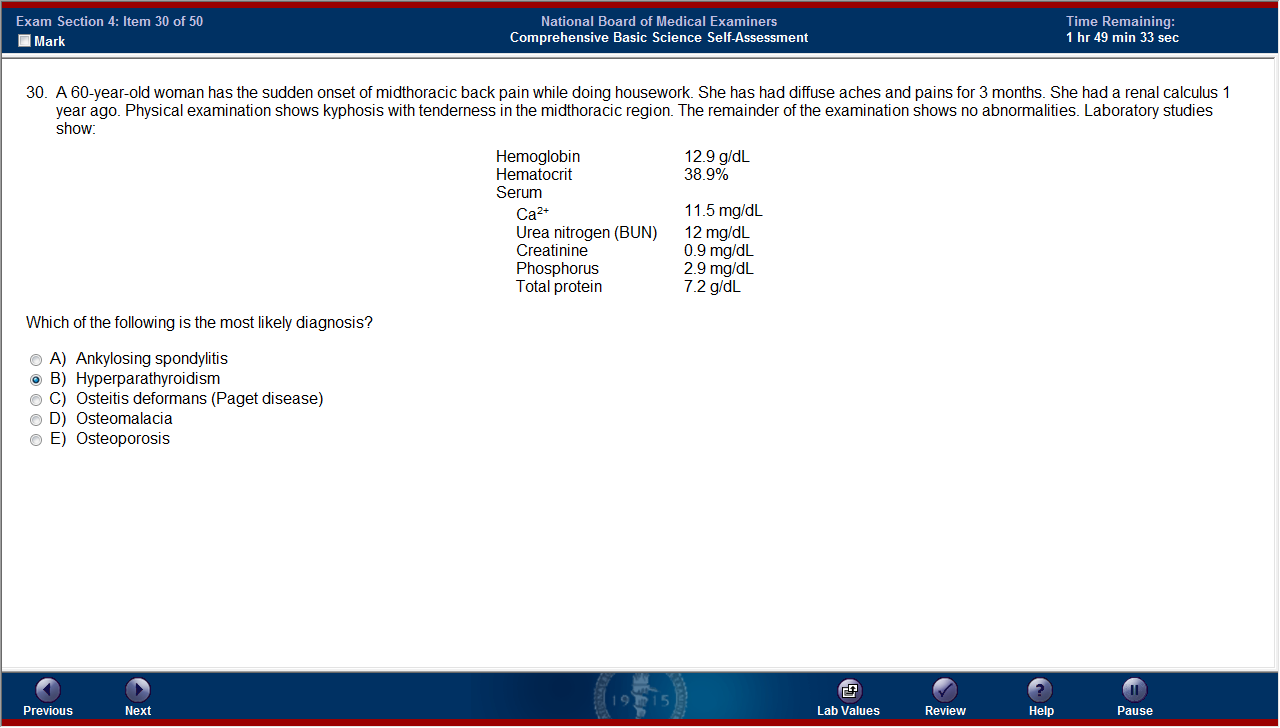 Exam Section 4: Item 30 of 50 National Board of Medical Examiners Time Remaining:
Mark Comprehensive Basic Science Self-Assessment 1 hr 49 min 33 sec
30. A 60-year-old woman has the sudden onset of midthoracic back pain while doing housework. She has had diffuse aches and pains for 3 months. She had a renal calculus 1
year ago. Physical examination shows kyphosis with tenderness in the midthoracic region. The remainder of the examination shows no abnormalities. Laboratory studies
show:
Hemoglobin 12.9 g/dL
Hematocrit 38.9%
Serum
Ca2+ 11.5 mg/dL
Urea nitrogen (BUN) 12 mg/dL
Creatinine 0.9 mg/dL
Phosphorus 2.9 mg/dL
Total protein 7.2 g/dL
Which of the following is the most likely diagnosis?
A) Ankylosing spondylitis
B) Hyperparathyroidism
C) Osteitis deformans (Paget disease)
D) Osteomalacia
E) Osteoporosis
1915
Previous Next Lab Values Review Help Pause